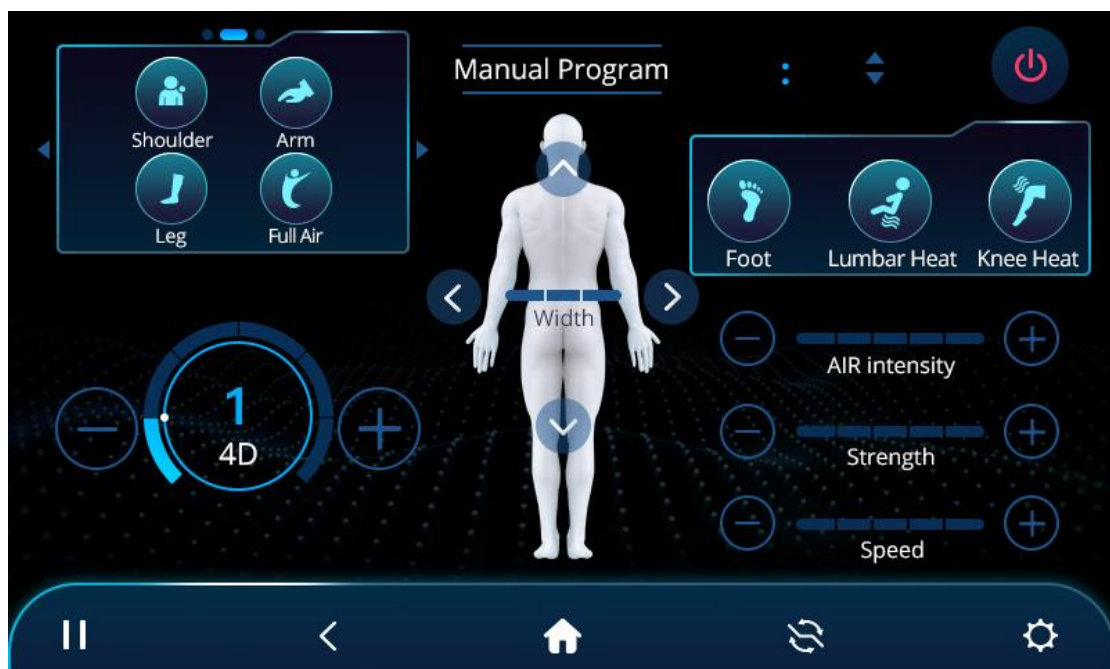 Manual Program
:
Shoulder
Arm
Leg
Full Air
Foot
Lumbar Heat
Knee Heat
Width
1
4D
AIR intensity
Strength
Speed